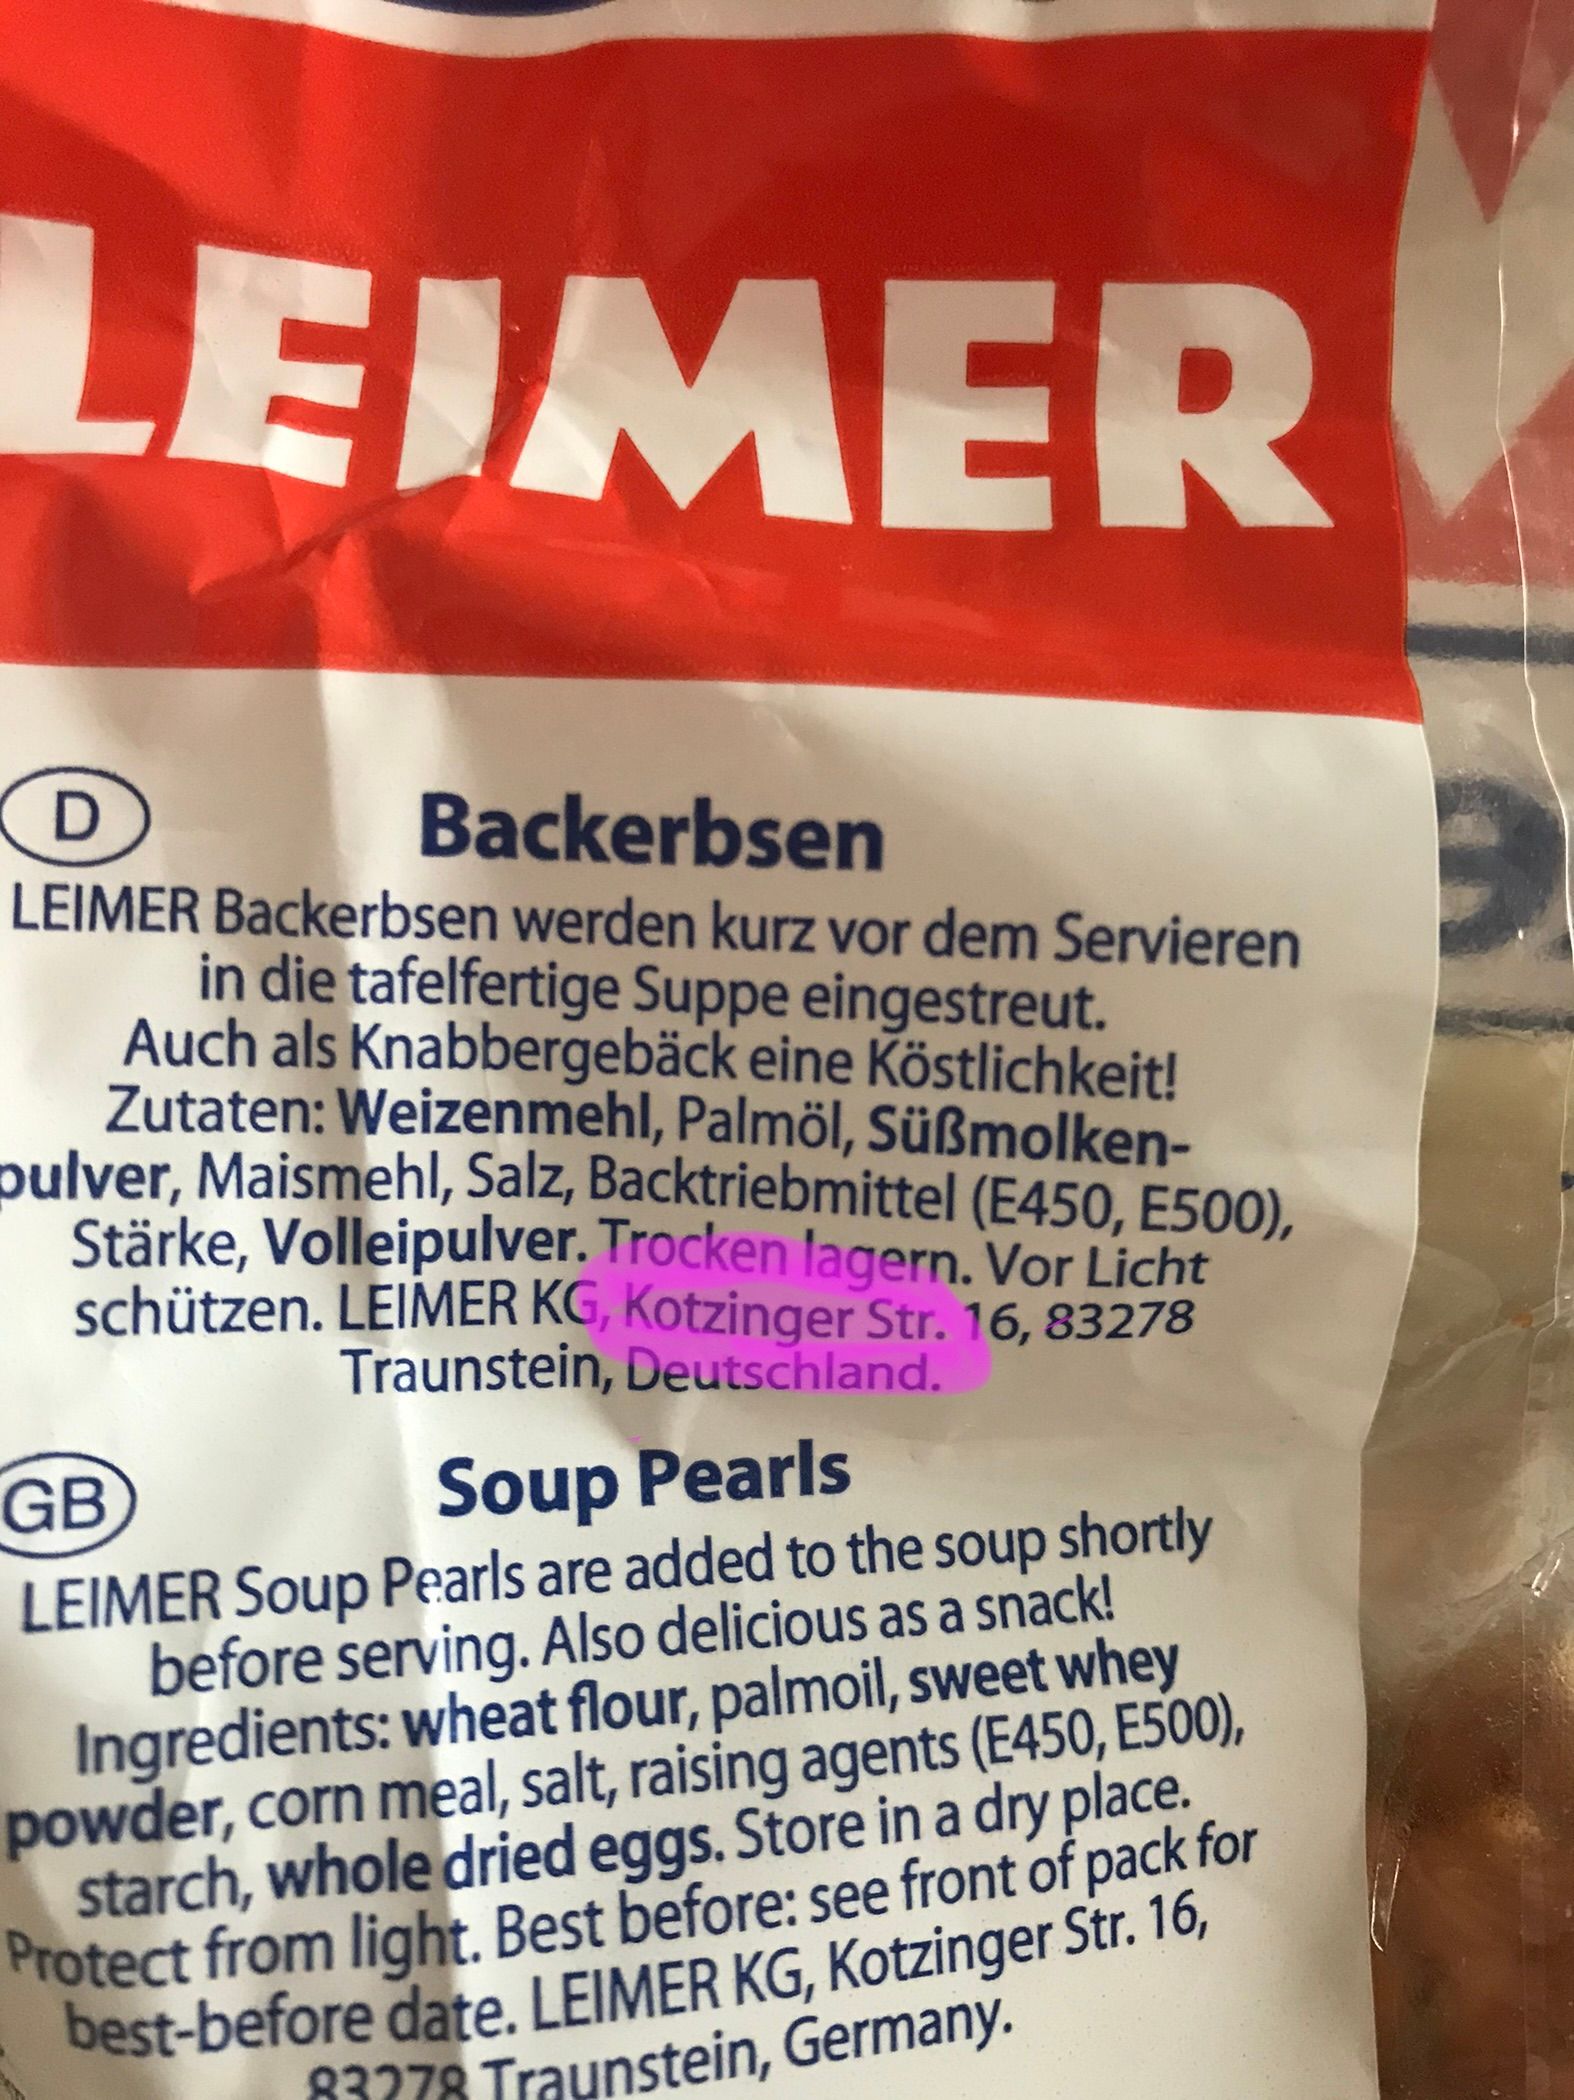 LEIMER
D
Backerbsen
LEIMER Backerbsen werden kurz vor dem Servieren
in die tafelfertige Suppe eingestreut.
Auch als Knabbergebäck eine Köstlichkeit!
Zutaten: Weizenmehl, Palmöl, Süßmolken-
pulver, Maismehl, Salz, Backtriebmittel (E450, E500),
Stärke, Volleipulver. Trocken lagern. Vor Licht
schützen. LEIMER KG, Kotzinger Str. 16, 83278
Traunstein, Deutschland.
GB
Soup Pearls
LEIMER Soup Pearls are added to the soup shortly
before serving. Also delicious as a snack!
Ingredients: wheat flour, palmoil, sweet whey
powder, corn meal, salt, raising agents (E450, E500),
starch, whole dried eggs. Store in a dry place.
Protect from light. Best before: see front of pack for
best-before date. LEIMER KG, Kotzinger Str. 16,
83278 Traunstein, Germany.